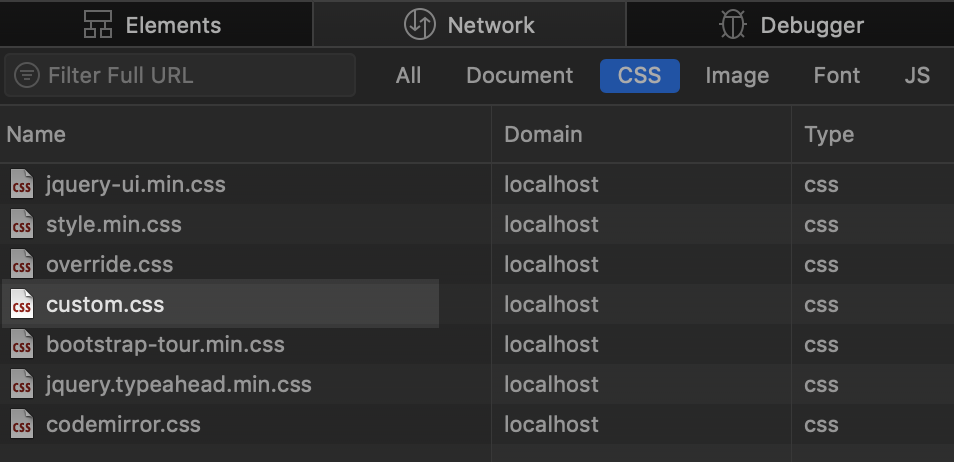 Elements Network Debugger
Filter Full URL All Document CSS Image Font JS
Name Domain Type
CSS jquery-ui.min.css localhost css
CSS style.min.css localhost css
CSS override.css localhost css
CSS custom.css localhost css
CSS bootstrap-tour.min.css localhost css
CSS jquery.typeahead.min.css localhost css
CSS codemirror.css localhost css